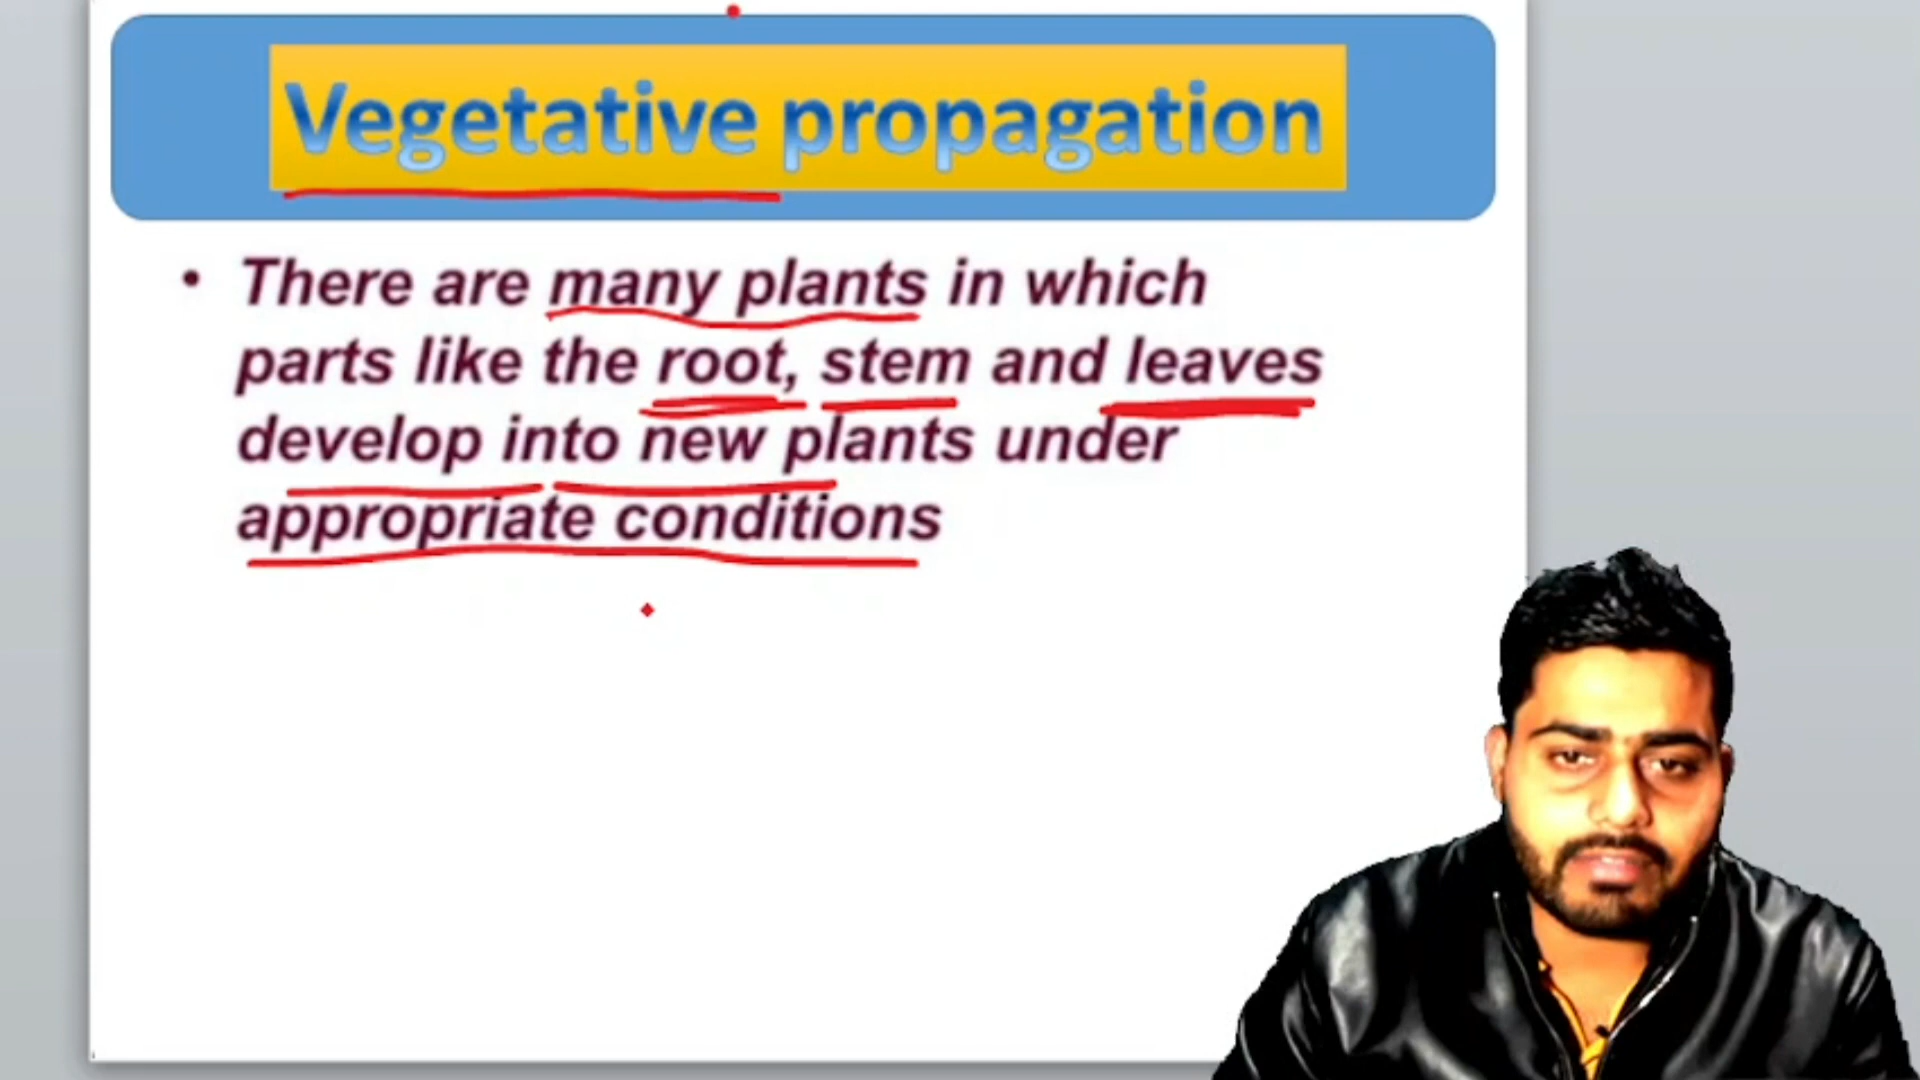 Vegetative propagation
• There are many plants in which
parts like the root, stem and leaves
develop into new plants under
appropriate conditions